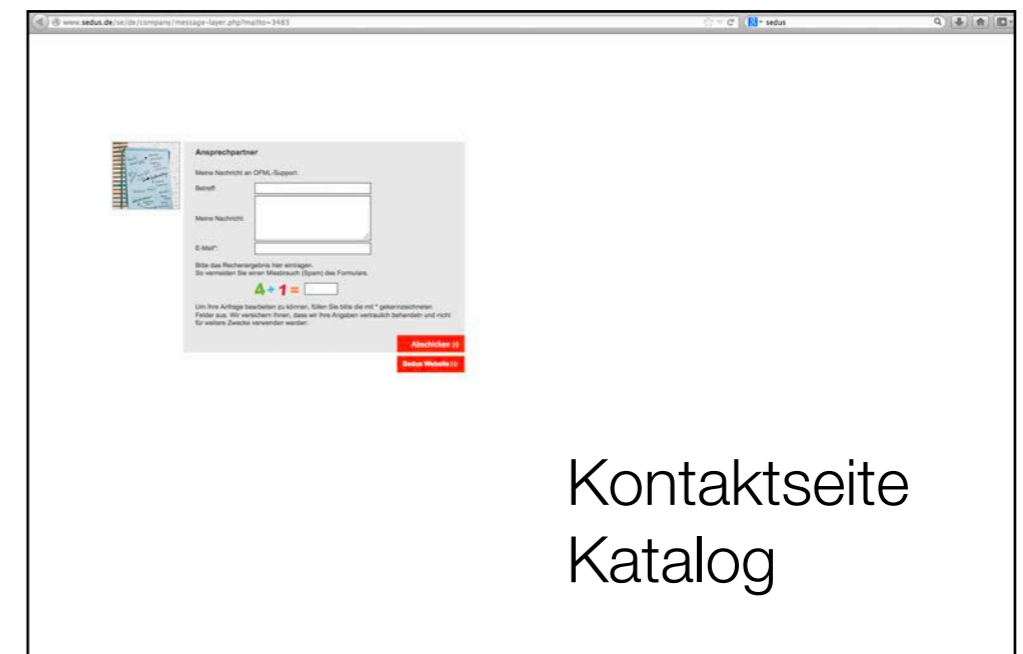 www.sedus.de/se/de/company/message-layer.php?mailto=3483
sedus
Ansprechpartner
Meine Nachricht an OFML-Support:
Betreff:
Meine Nachricht:
E-Mail*:
Bitte das Rechenergebnis hier eintragen.
So vermeiden Sie einen Missbrauch (Spam) des Formulars.
4+1=
Um Ihre Anfrage bearbeiten zu können, füllen Sie bitte die mit * gekennzeichneten
Felder aus. Wir versichern Ihnen, dass wir Ihre Angaben vertraulich behandeln und nicht
für weitere Zwecke verwenden werden.
Abschicken
Sedus Website
Kontaktseite
Katalog